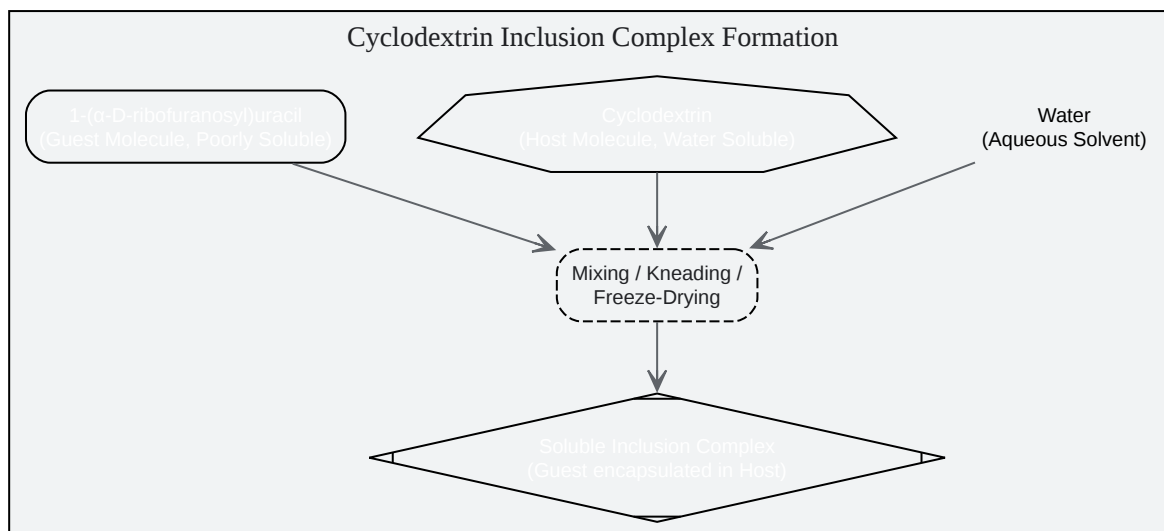 Cyclodextrin Inclusion Complex Formation
1-(α-D-ribofuranosyl)uracil
(Guest Molecule, Poorly Soluble)
Cyclodextrin
(Host Molecule, Water Soluble)
Water
(Aqueous Solvent)
Mixing / Kneading /
Freeze-Drying
Soluble Inclusion Complex
(Guest encapsulated in Host)